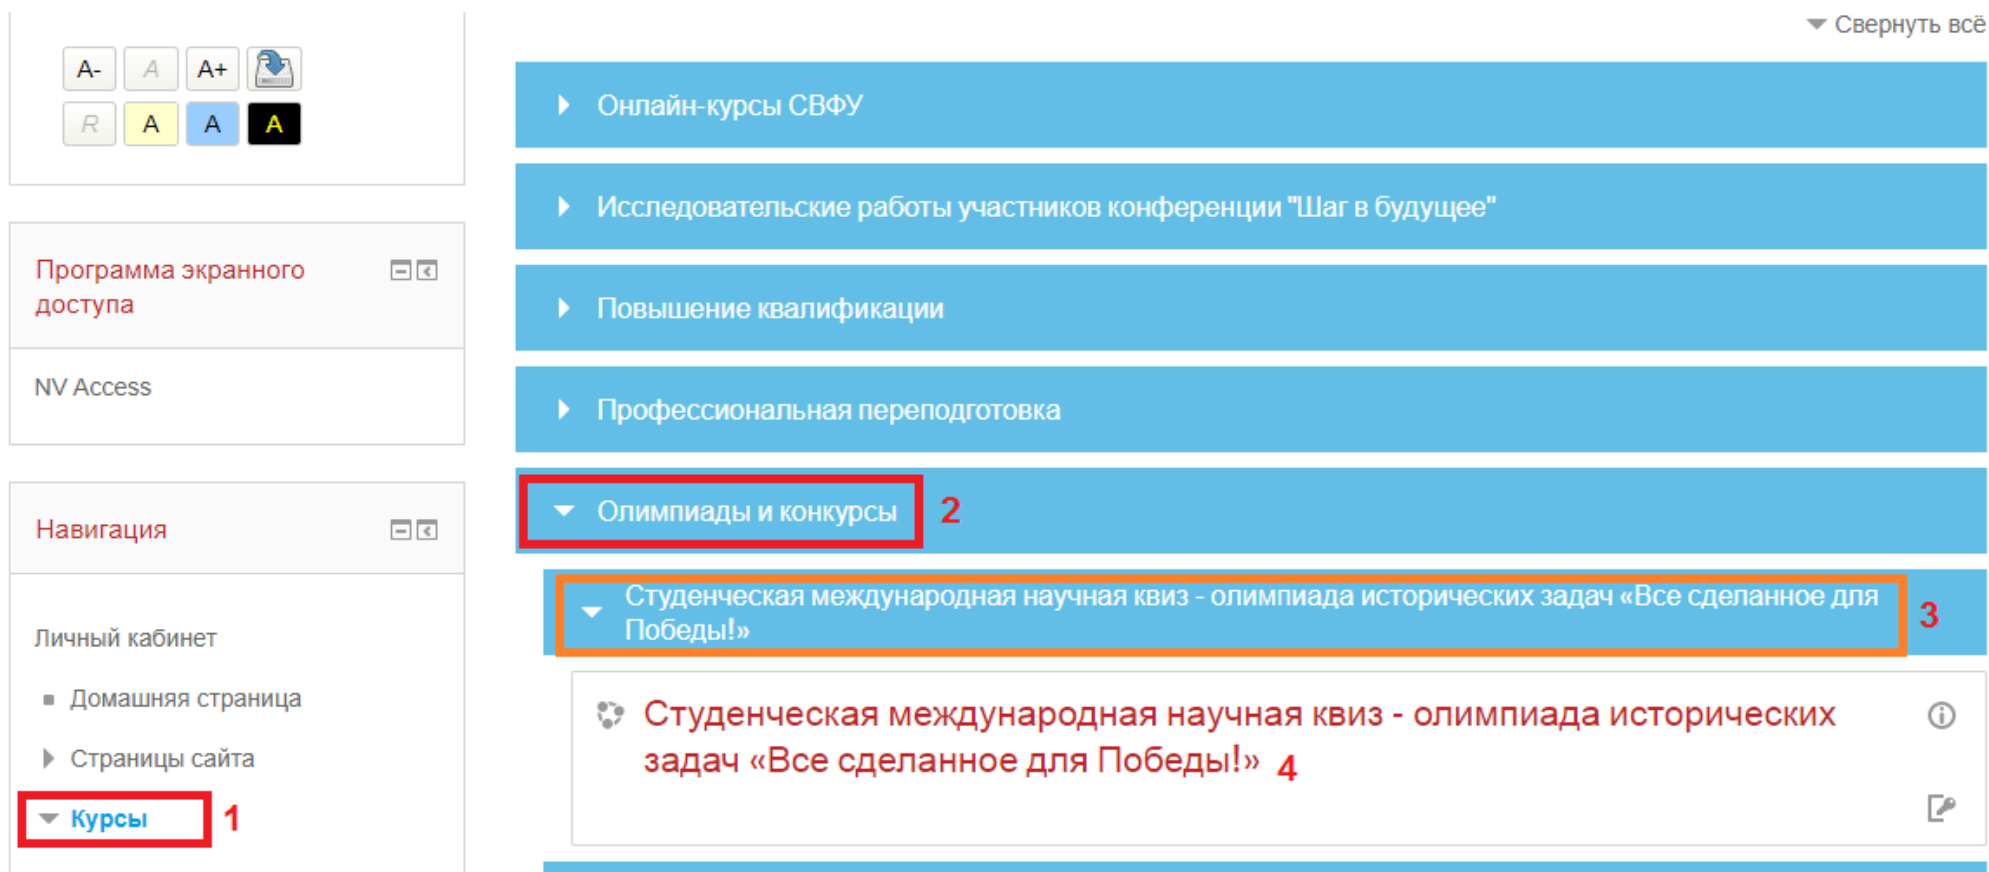 A- A A+
R A A A
Программа экранного
доступа
NV Access
Навигация
Личный кабинет
Домашняя страница
Страницы сайта
Курсы 1
Свернуть всё
Онлайн-курсы СВФУ
Исследовательские работы участников конференции "Шаг в будущее"
Повышение квалификации
Профессиональная переподготовка
Олимпиады и конкурсы 2
Студенческая международная научная квиз - олимпиада исторических задач «Все сделанное для
Победы!» 3
Студенческая международная научная квиз - олимпиада исторических
задач «Все сделанное для Победы!» 4